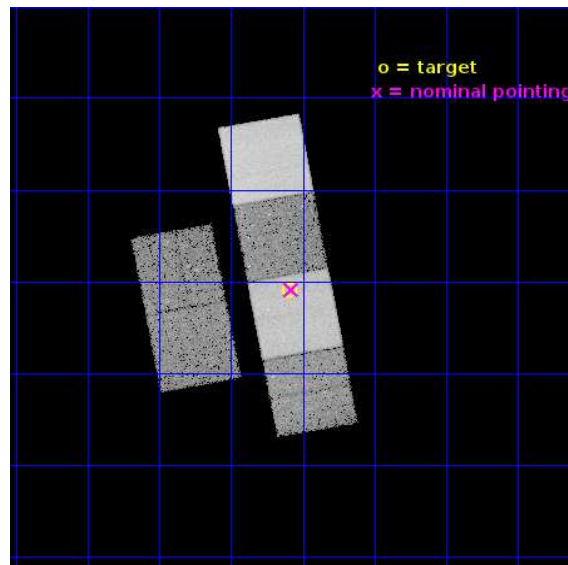 o = target
x = nominal pointing